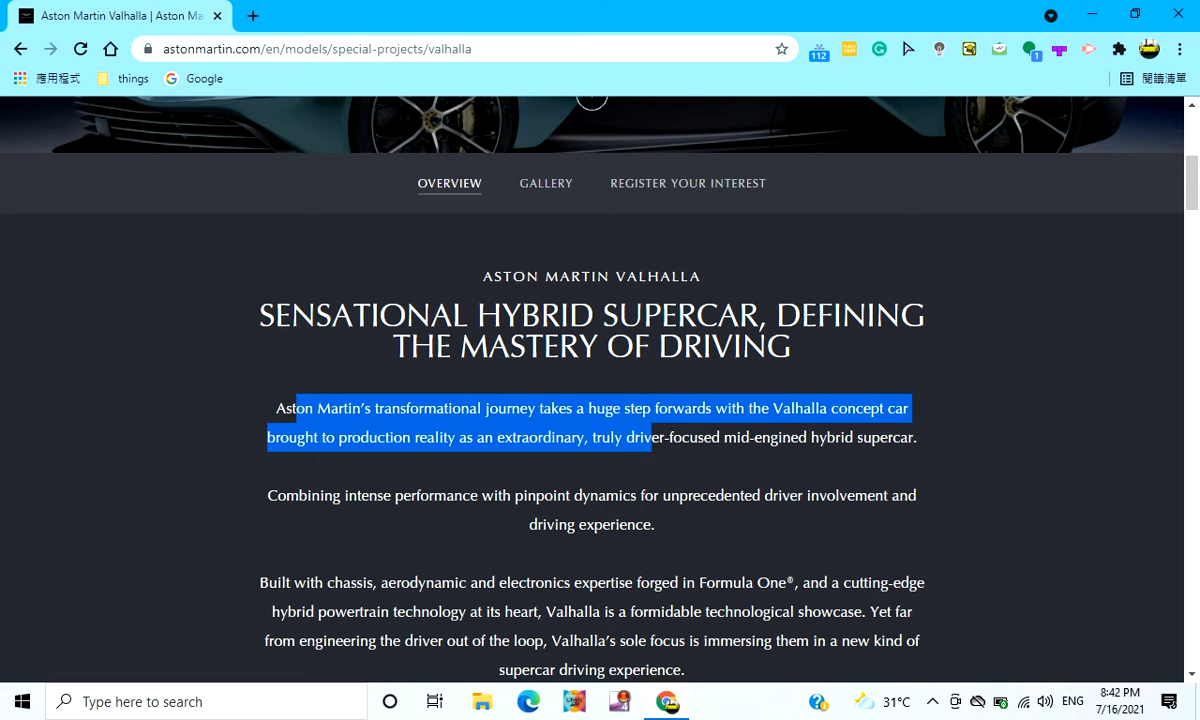 Aston Martin Valhalla | Aston Ma
astonmartin.com/en/models/special-projects/valhalla
112
1
應用程式 things Google 閱讀清單
OVERVIEW GALLERY REGISTER YOUR INTEREST
ASTON MARTIN VALHALLA
SENSATIONAL HYBRID SUPERCAR, DEFINING
THE MASTERY OF DRIVING
Aston Martin’s transformational journey takes a huge step forwards with the Valhalla concept car
brought to production reality as an extraordinary, truly driver-focused mid-engined hybrid supercar.
Combining intense performance with pinpoint dynamics for unprecedented driver involvement and
driving experience.
Built with chassis, aerodynamic and electronics expertise forged in Formula One®, and a cutting-edge
hybrid powertrain technology at its heart, Valhalla is a formidable technological showcase. Yet far
from engineering the driver out of the loop, Valhalla’s sole focus is immersing them in a new kind of
supercar driving experience.
Type here to search 31°C ENG 8:42 PM
7/16/2021